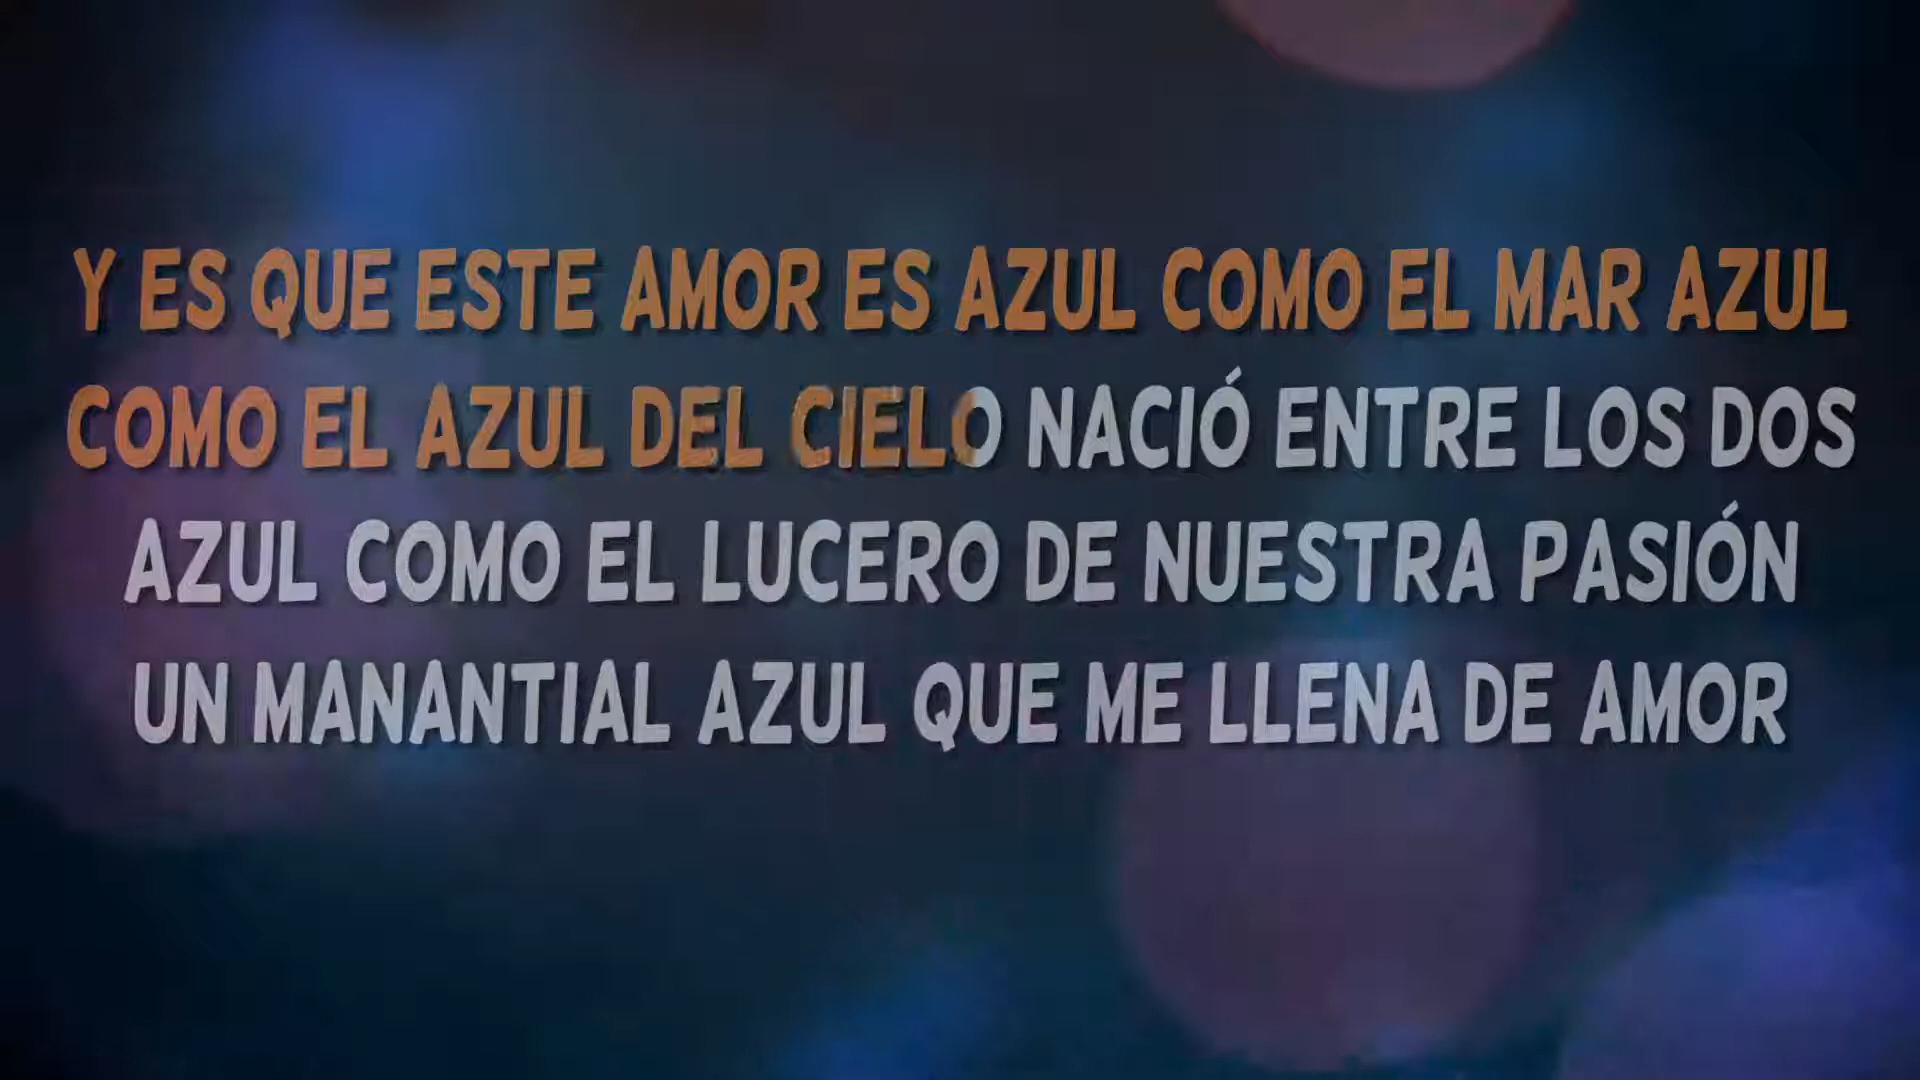 Y ES QUE ESTE AMOR ES AZUL COMO EL MAR AZUL
COMO EL AZUL DEL CIELO NACIÓ ENTRE LOS DOS
AZUL COMO EL LUCERO DE NUESTRA PASIÓN
UN MANANTIAL AZUL QUE ME LLENA DE AMOR